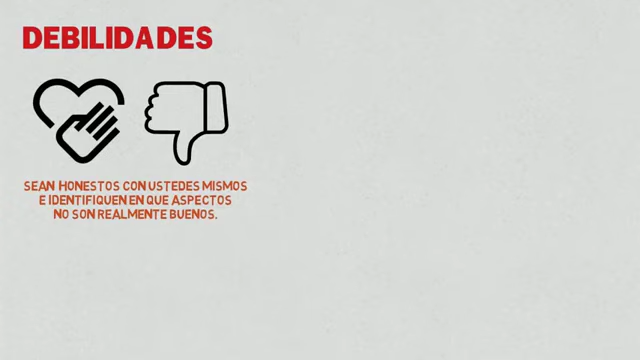 DEBILIDADES
SEAN HONESTOS CON USTEDES MISMOS
E IDENTIFIQUEN EN QUE ASPECTOS
NO SON REALMENTE BUENOS.